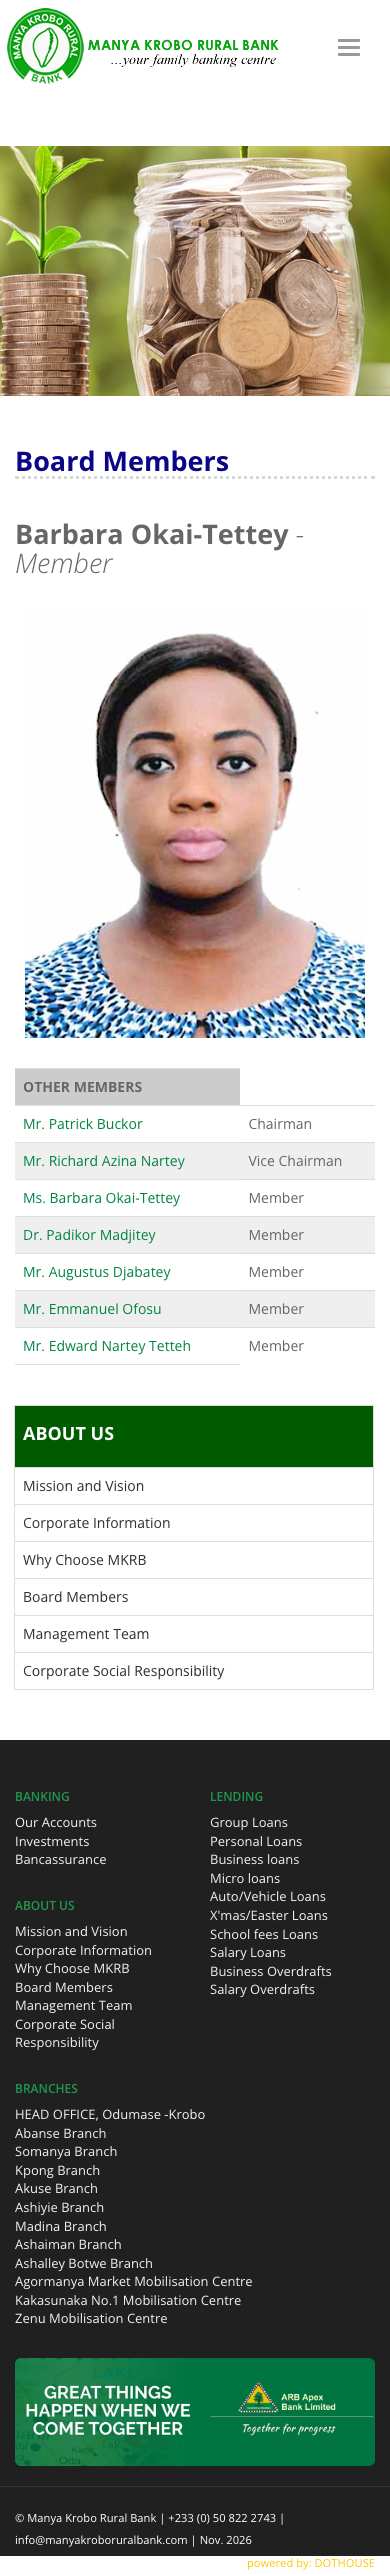 MANYA KROBO RURAL
BANK
MANYA KROBO RURAL BANK
...your family banking centre
Board Members
Barbara Okai-Tettey -
Member
OTHER MEMBERS
Mr. Patrick Buckor Chairman
Mr. Richard Azina Nartey Vice Chairman
Ms. Barbara Okai-Tettey Member
Dr. Padikor Madjitey Member
Mr. Augustus Djabatey Member
Mr. Emmanuel Ofosu Member
Mr. Edward Nartey Tetteh Member
ABOUT US
Mission and Vision
Corporate Information
Why Choose MKRB
Board Members
Management Team
Corporate Social Responsibility
BANKING
Our Accounts
Investments
Bancassurance
ABOUT US
Mission and Vision
Corporate Information
Why Choose MKRB
Board Members
Management Team
Corporate Social
Responsibility
LENDING
Group Loans
Personal Loans
Business loans
Micro loans
Auto/Vehicle Loans
X'mas/Easter Loans
School fees Loans
Salary Loans
Business Overdrafts
Salary Overdrafts
BRANCHES
HEAD OFFICE, Odumase -Krobo
Abanse Branch
Somanya Branch
Kpong Branch
Akuse Branch
Ashiyie Branch
Madina Branch
Ashaiman Branch
Ashalley Botwe Branch
Agormanya Market Mobilisation Centre
Kakasunaka No.1 Mobilisation Centre
Zenu Mobilisation Centre
GREAT THINGS
HAPPEN WHEN WE
COME TOGETHER
ARB Apex
Bank Limited
Together for progress
© Manya Krobo Rural Bank | +233 (0) 50 822 2743 |
info@manyakroboruralbank.com | Nov. 2026
powered by: DOTHOUSE